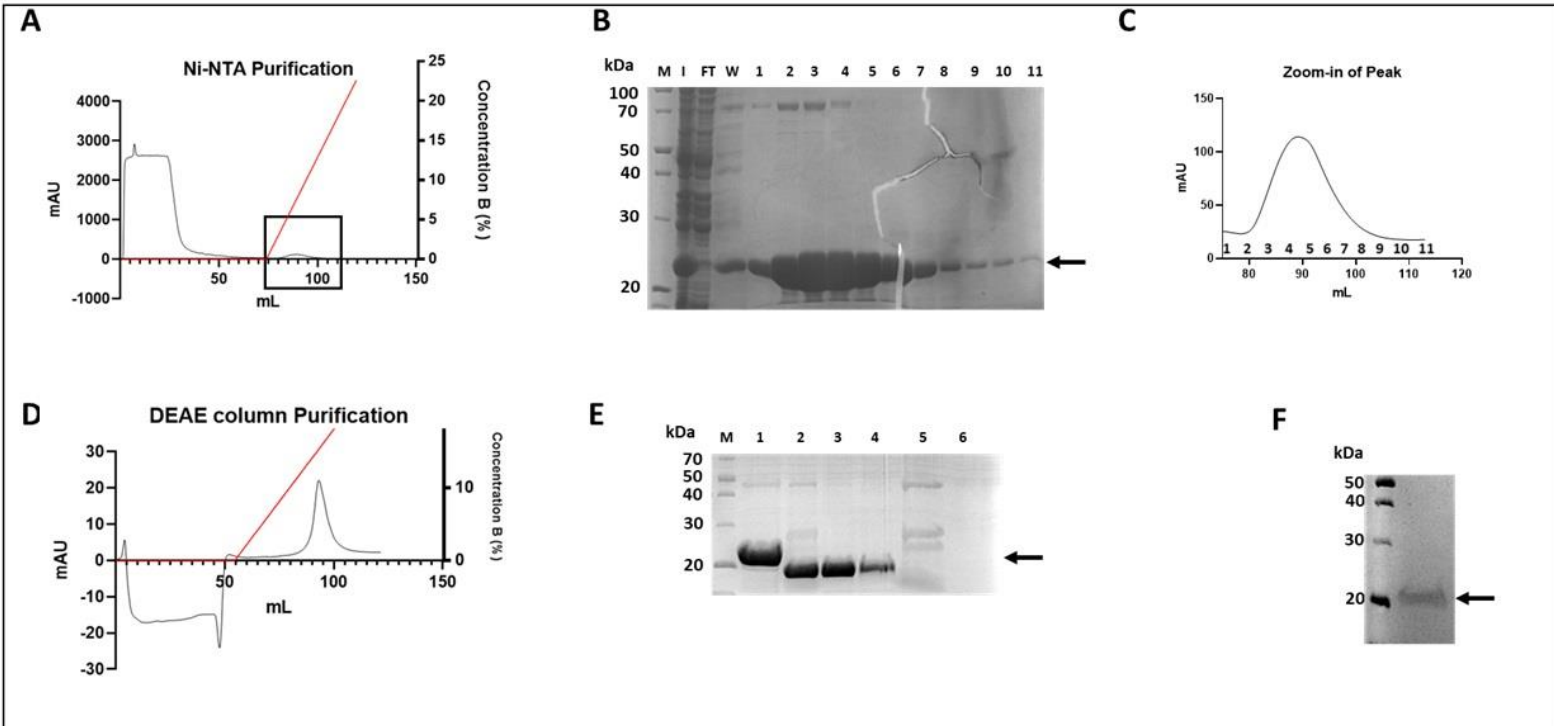 A
Ni-NTA Purification
4000
3000
2000
1000
0
-1000
mAU
50
100
150
mL
25
20
15
10
5
0
Concentration B (%)
B
kDa
M I FT W 1 2 3 4 5 6 7 8 9 10 11
100
70
50
40
30
20
C
Zoom-in of Peak
150
100
50
0
mAU
1 2 3 4 5 6 7 8 9 10 11
80 90 100 110 120
mL
D
DEAE column Purification
30
20
10
0
-10
-20
-30
mAU
50
100
150
mL
10
0
Concentration B (%)
E
kDa
M 1 2 3 4 5 6
70
50
40
30
20
F
kDa
50
40
30
20